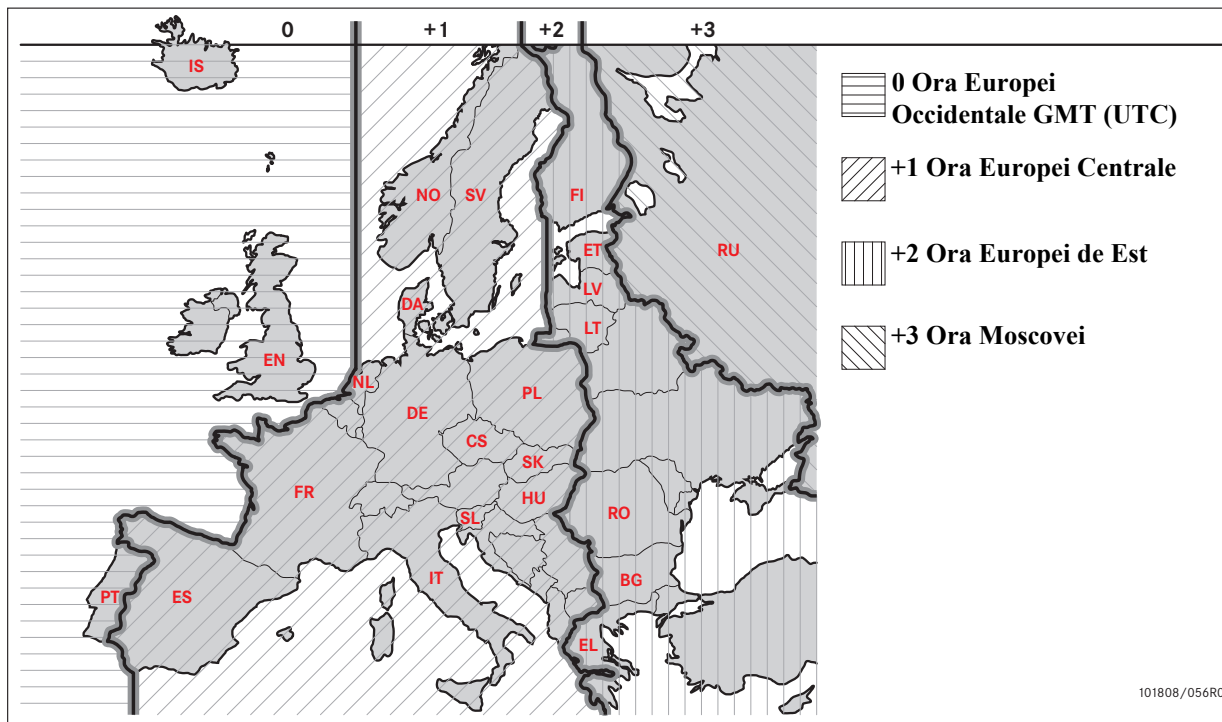 0
+1
+2
+3
IS
NO
SV
FI
RU
ET
LV
LT
DA
EN
NL
DE
PL
CS
SK
FR
HU
SL
RO
IT
BG
PT
ES
EL
0 Ora Europei
Occidentale GMT (UTC)
+1 Ora Europei Centrale
+2 Ora Europei de Est
+3 Ora Moscovei
101808/056R0